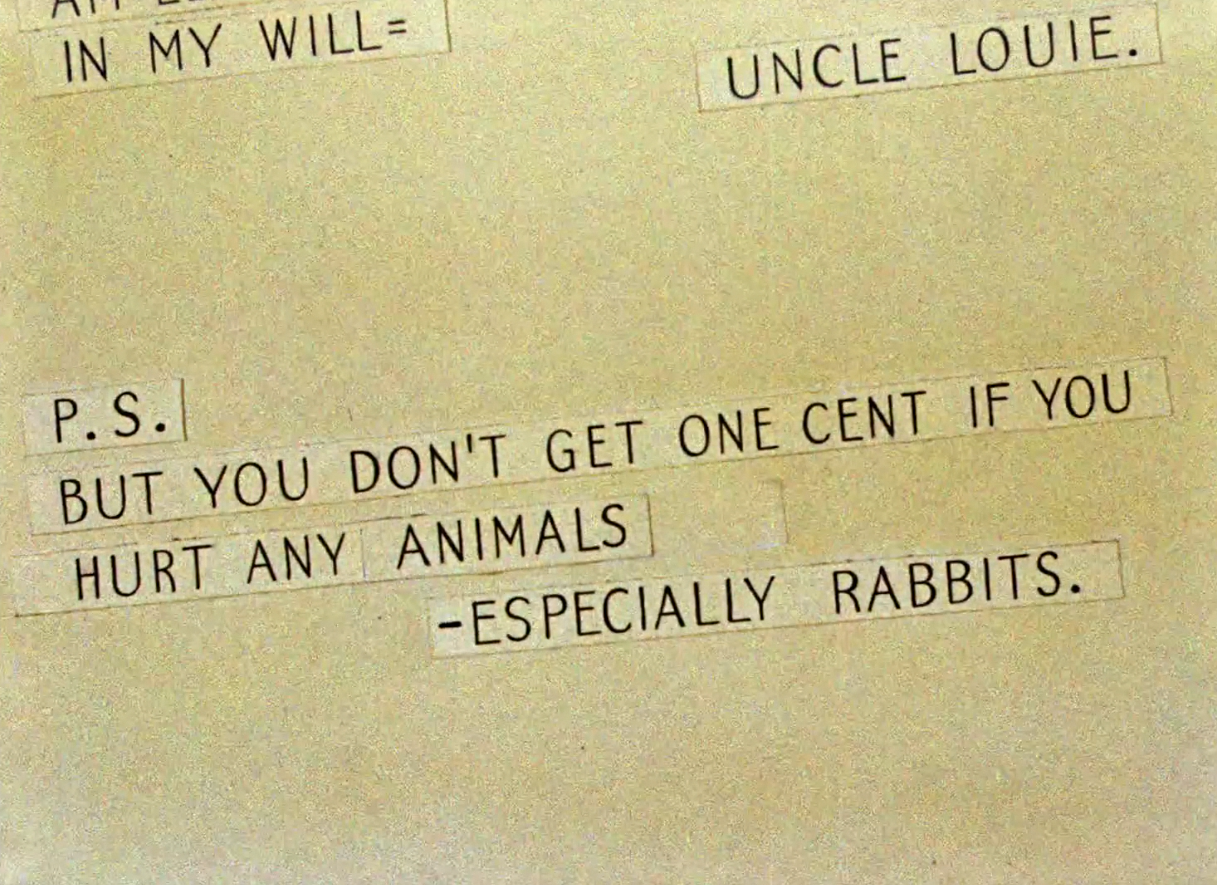 IN MY WILL=
UNCLE LOUIE.
P.S.
BUT YOU DON'T GET ONE CENT IF YOU
HURT ANY ANIMALS
-ESPECIALLY RABBITS.